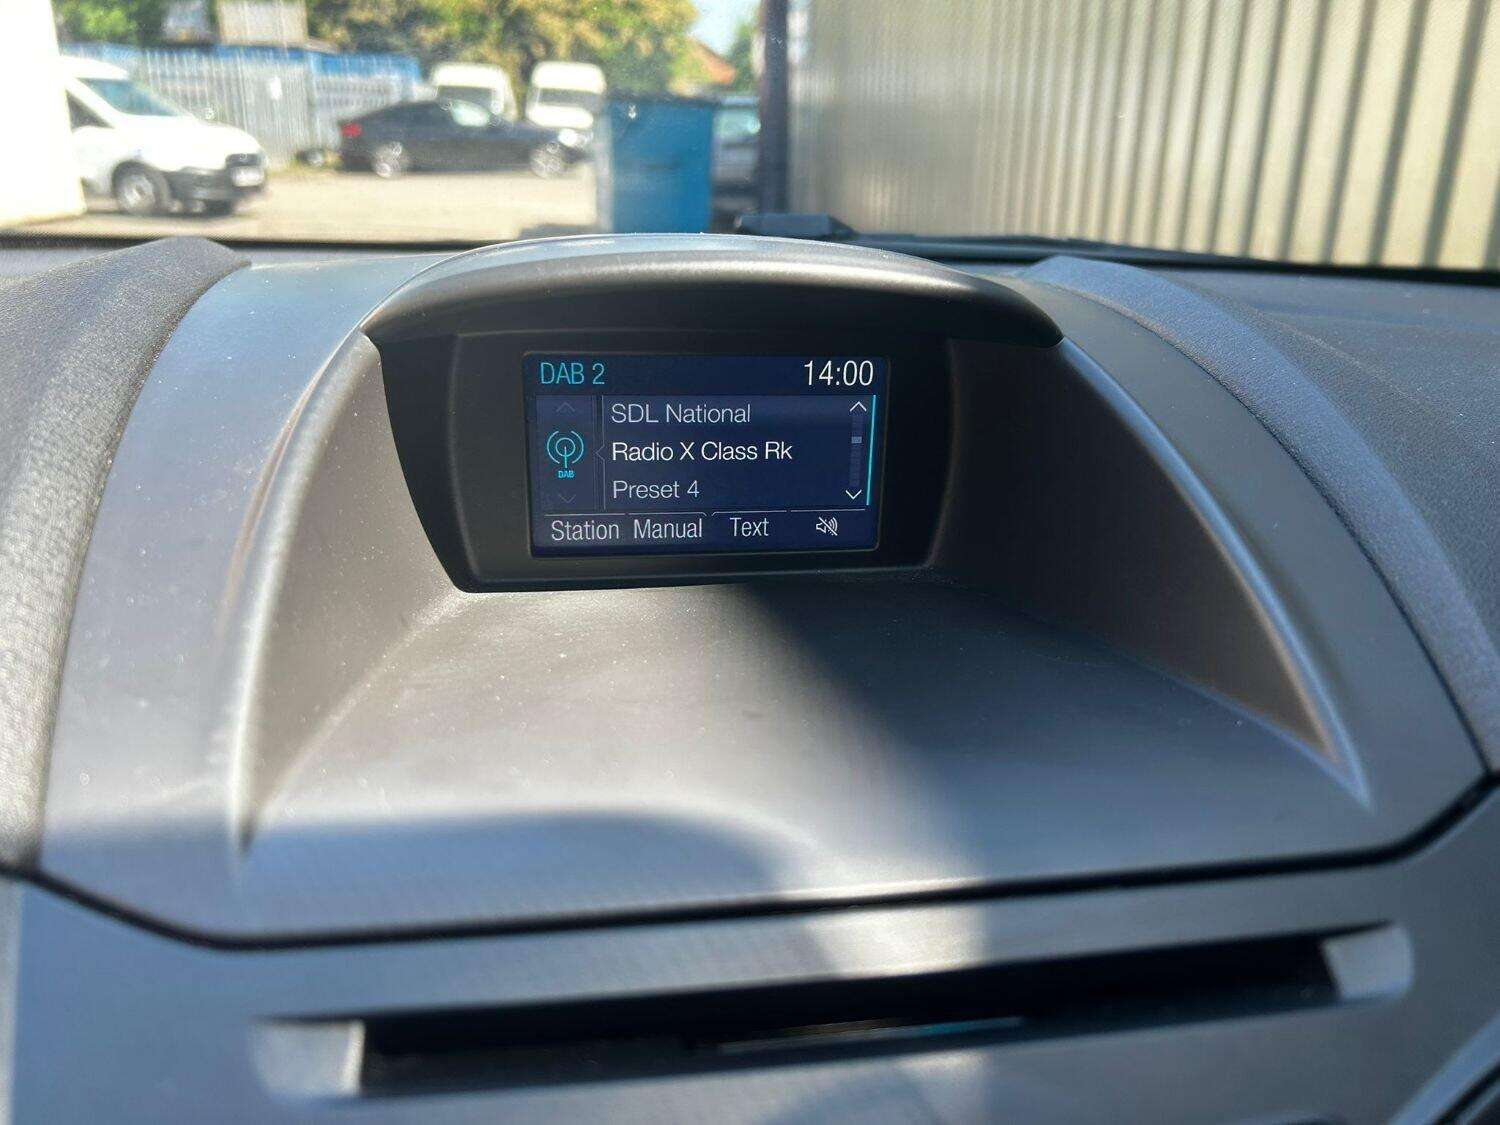 DAB 2 14:00
SDL National
Radio X Class Rk
DAB
Preset 4
Station Manual Text